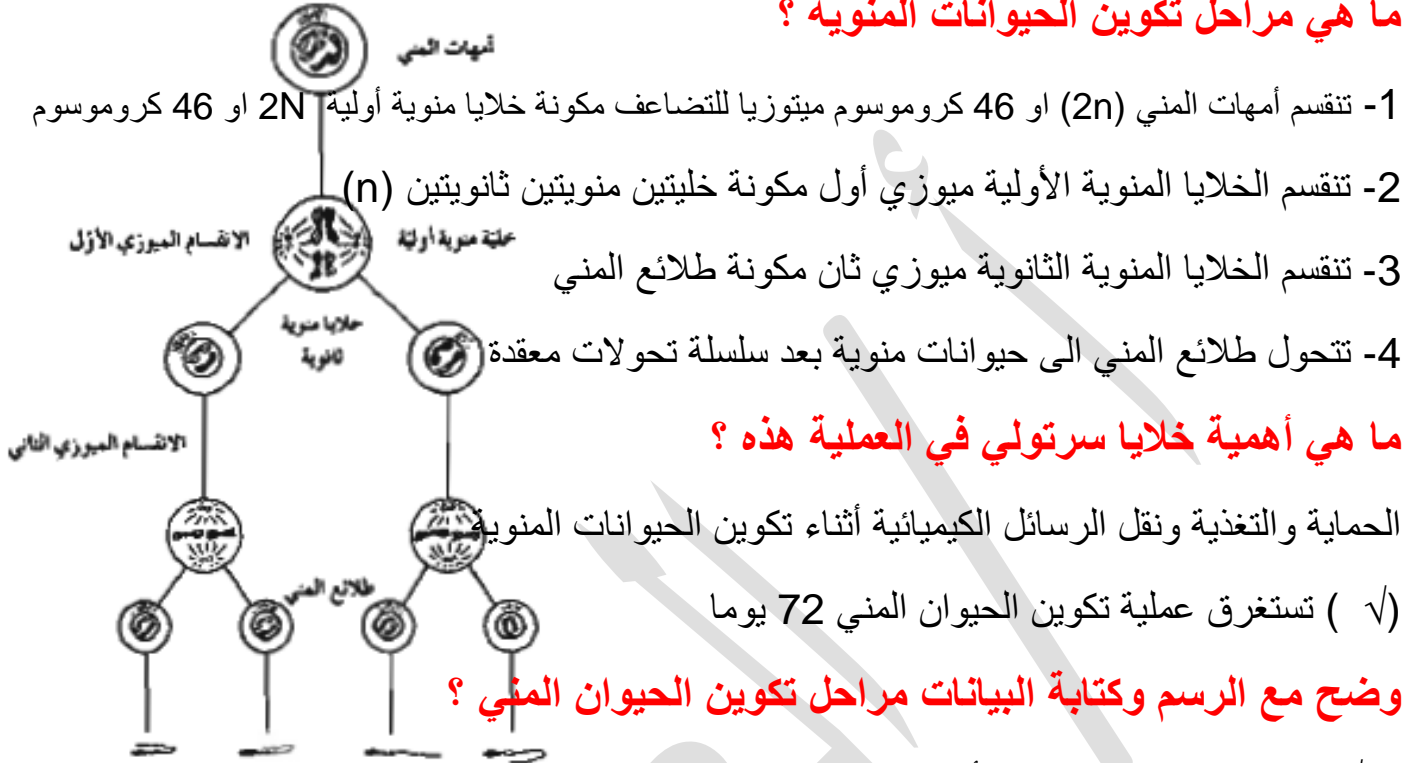 ما هي مراحل تكوين الحيوانات المنوية ؟
أمهات المني
1- تنقسم أمهات المني (2n) او 46 كروموسوم ميتوزيا للتضاعف مكونة خلايا منوية أولية 2N او 46 كروموسوم
2- تنقسم الخلايا المنوية الأولية ميوزي أول مكونة خليتين منويتين ثانويتين (n)
خلية منوية أولية
الانقسام الميوزي الأول
3- تنقسم الخلايا المنوية الثانوية ميوزي ثان مكونة طلائع المني
خلايا منوية
ثانوية
4- تتحول طلائع المني الى حيوانات منوية بعد سلسلة تحولات معقدة
ما هي أهمية خلايا سرتولي في العملية هذه ؟
الانقسام الميوزي الثاني
الحماية والتغذية ونقل الرسائل الكيميائية أثناء تكوين الحيوانات المنوية
طلائع المني
(√ ) تستغرق عملية تكوين الحيوان المني 72 يوما
وضح مع الرسم وكتابة البيانات مراحل تكوين الحيوان المني ؟